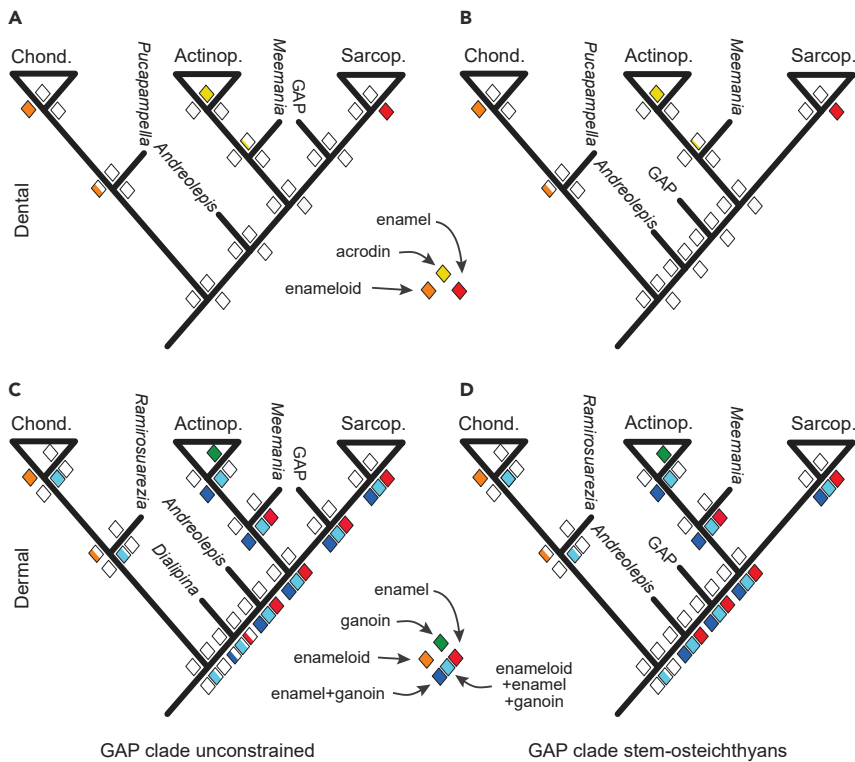 A
Chond.
Pucapampella
Actinop.
Meemania
GAP
Sarcop.
Andreolepis
Dental
enamel
acrodin
enameloid
B
Chond.
Pucapampella
Actinop.
Meemania
Sarcop.
Andreolepis
GAP
C
Chond.
Ramirosuarezia
Actinop.
Meemania
GAP
Sarcop.
Andreolepis
Dialipina
Dermal
enamel
ganoin
enameloid
enamel+ganoin
enameloid
+enamel
+ganoin
GAP clade unconstrained
D
Chond.
Ramirosuarezia
Actinop.
Meemania
Sarcop.
Andreolepis
GAP
GAP clade stem-osteichthyans